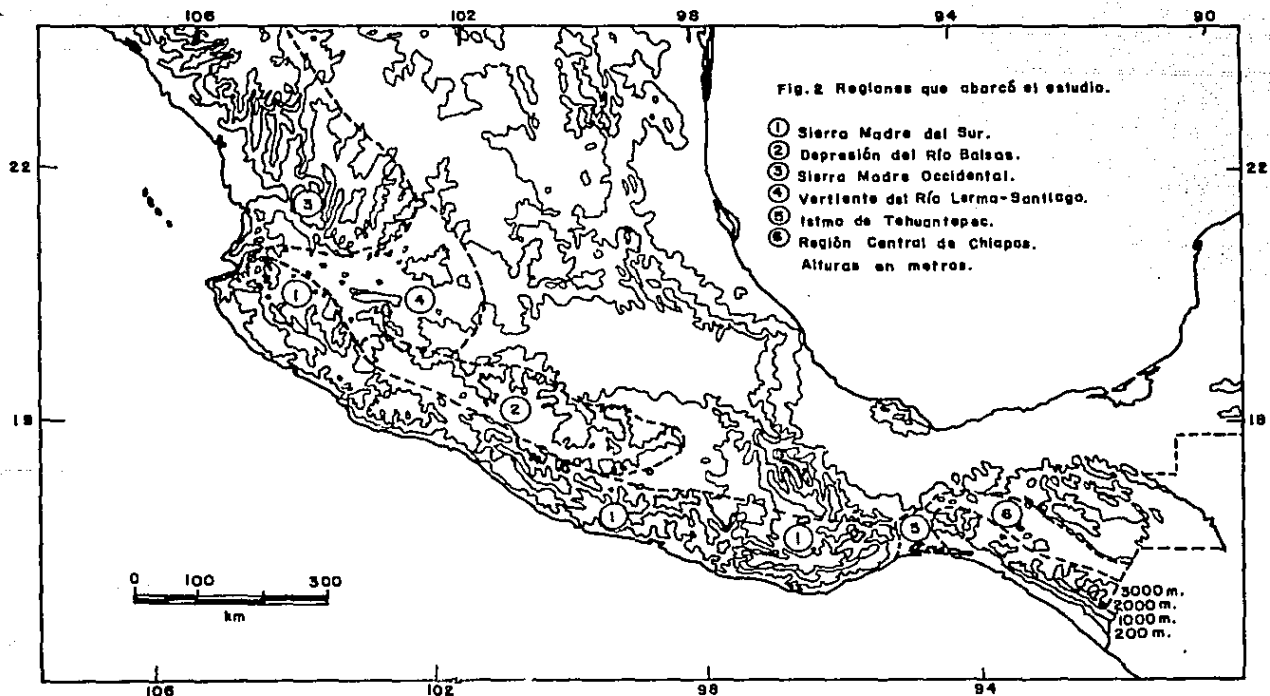 106 102 98 94 90
Fig. 2 Regiones que abarcó el estudio.
① Sierra Madre del Sur.
② Depresión del Río Balsas.
③ Sierra Madre Occidental.
④ Vertiente del Río Lerma-Santiago.
⑤ Istmo de Tehuantepec.
⑥ Región Central de Chiapas.
Alturas en metros.
22 22
③
① ④
18 18
②
① ① ⑤ ⑥
0 100 300
km
3000 m.
2000 m.
1000 m.
200 m.
106 102 98 94